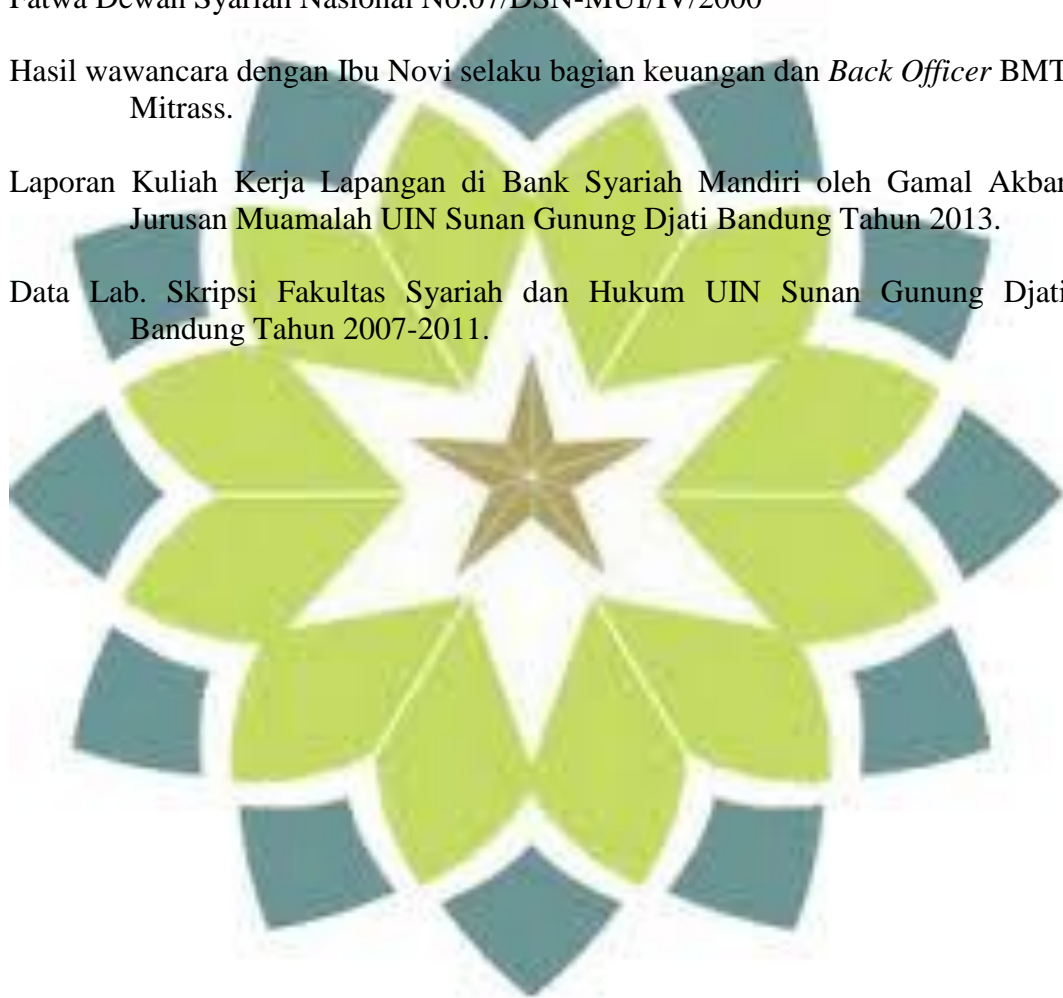 Fatwa Dewan Syariah Nasional No.07/DSN-MUI/IV/2000
Hasil wawancara dengan Ibu Novi selaku bagian keuangan dan Back Officer BMT
Mitrass.
Laporan Kuliah Kerja Lapangan di Bank Syariah Mandiri oleh Gamal Akbar
Jurusan Muamalah UIN Sunan Gunung Djati Bandung Tahun 2013.
Data Lab. Skripsi Fakultas Syariah dan Hukum UIN Sunan Gunung Djati
Bandung Tahun 2007-2011.